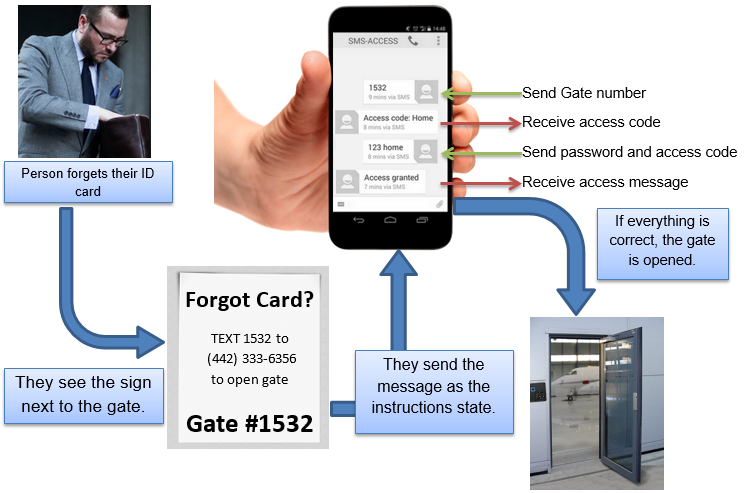 14:48
SMS-ACCESS
1532
9 mins via SMS
Send Gate number
Access code: Home
8 mins via SMS
Receive access code
123 home
8 mins via SMS
Send password and access code
Access granted
7 mins via SMS
Receive access message
Person forgets their ID
card
If everything is
correct, the gate
is opened.
Forgot Card?
TEXT 1532 to
(442) 333-6356
to open gate
Gate #1532
They see the sign
next to the gate.
They send the
message as the
instructions state.